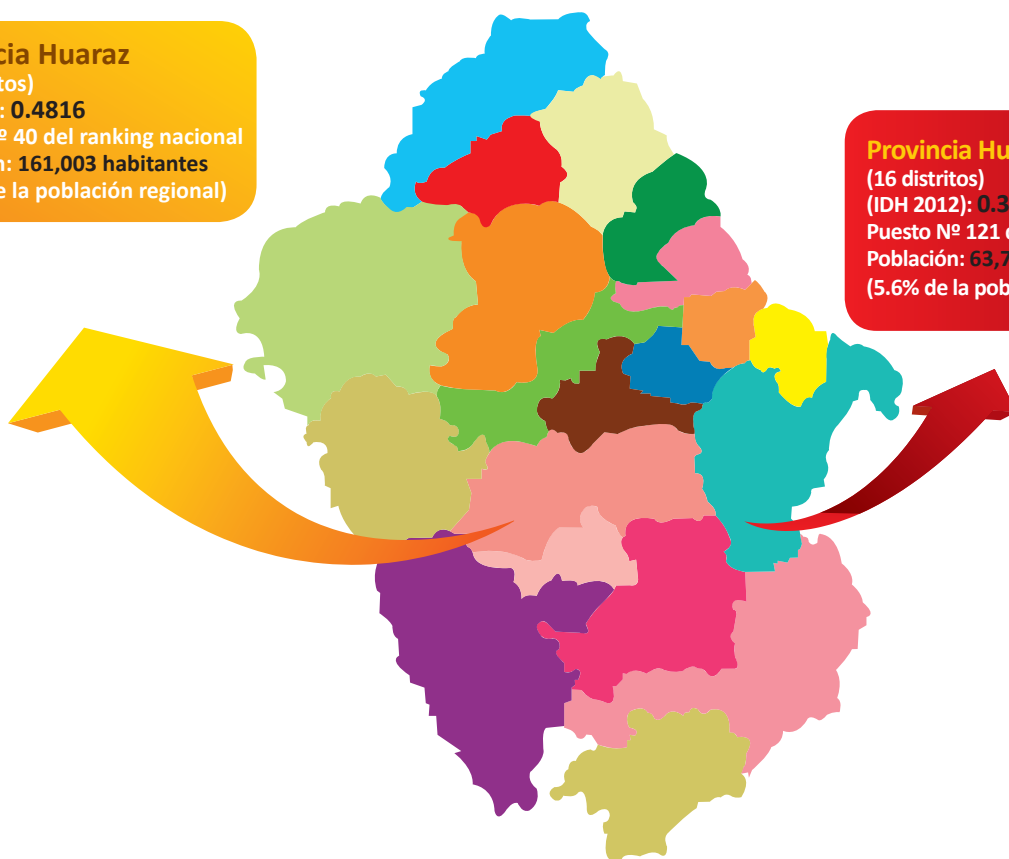 cia Huaraz
tos)
: 0.4816
º 40 del ranking nacional
n: 161,003 habitantes
e la población regional)
Provincia Hu
(16 distritos)
(IDH 2012): 0.3
Puesto Nº 121
Población: 63,7
(5.6% de la pob